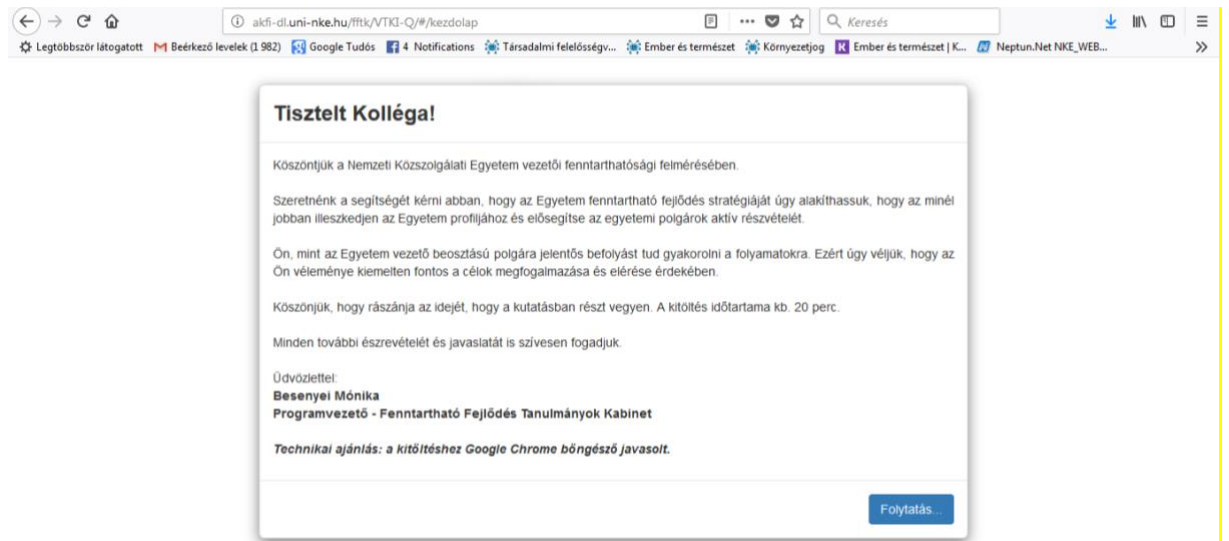 akfi-dl.uni-nke.hu/fftk/VTKI-Q/#/kezdolap
Keresés
Legtöbbször látogatott Beérkező levelek (1 982) Google Tudós 4 Notifications Társadalmi felelősségv... Ember és természet Környezetjog Ember és természet | K... Neptun.Net NKE_WEB...
Tisztelt Kolléga!
Köszöntjük a Nemzeti Közszolgálati Egyetem vezetői fenntarthatósági felmérésében.
Szeretnénk a segítségét kérni abban, hogy az Egyetem fenntartható fejlődés stratégiáját úgy alakíthassuk, hogy az minél
jobban illeszkedjen az Egyetem profiljához és elősegítse az egyetemi polgárok aktív részvételét.
Ön, mint az Egyetem vezető beosztású polgára jelentős befolyást tud gyakorolni a folyamatokra. Ezért úgy véljük, hogy az
Ön véleménye kiemelten fontos a célok megfogalmazása és elérése érdekében.
Köszönjük, hogy rászánja az idejét, hogy a kutatásban részt vegyen. A kitöltés időtartama kb. 20 perc.
Minden további észrevételét és javaslatát is szívesen fogadjuk.
Üdvözlettel:
Besenyei Mónika
Programvezető - Fenntartható Fejlődés Tanulmányok Kabinet
Technikai ajánlás: a kitöltéshez Google Chrome böngésző javasolt.
Folytatás...